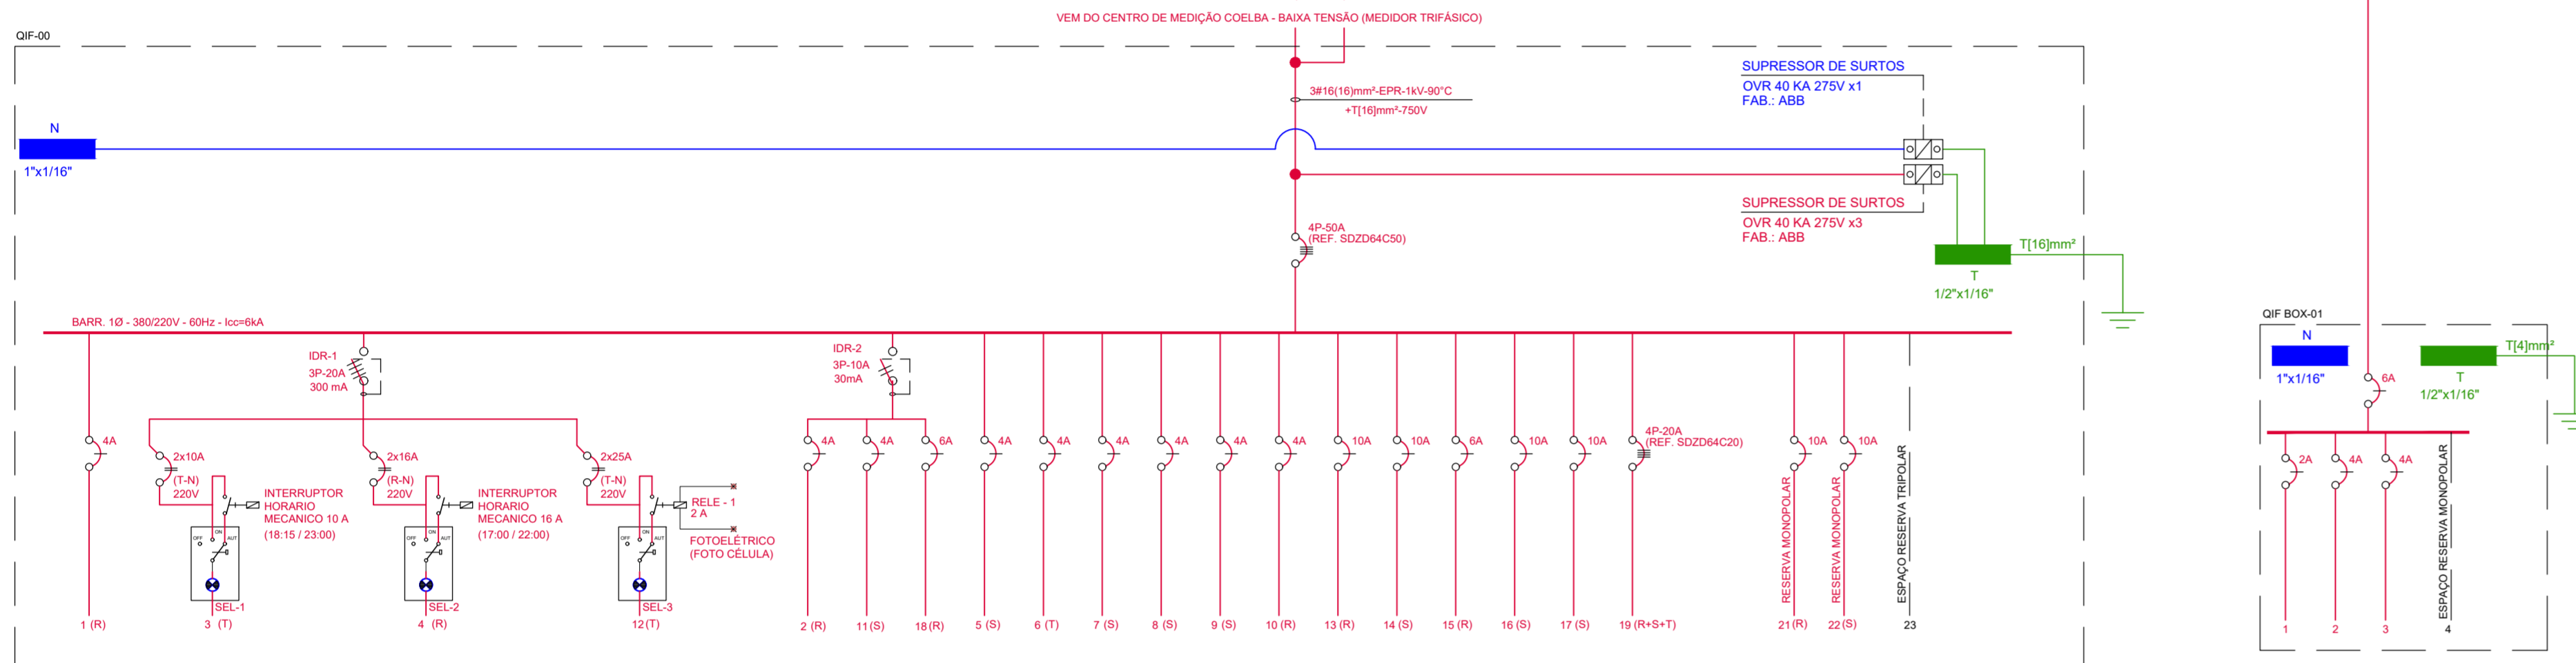 VEM DO CENTRO DE MEDIÇÃO COELBA - BAIXA TENSÃO (MEDIDOR TRIFÁSICO)
QIF-00
N
1"x1/16"
3#16(16)mm²-EPR-1kV-90°C
+T[16]mm²-750V
SUPRESSOR DE SURTOS
OVR 40 KA 275V x1
FAB.: ABB
SUPRESSOR DE SURTOS
OVR 40 KA 275V x3
FAB.: ABB
4P-50A
(REF. SDZD64C50)
T[16]mm²
T
1/2"x1/16"
BARR. 1Ø - 380/220V - 60Hz - Icc=6kA
IDR-1
3P-20A
300 mA
IDR-2
3P-10A
30mA
4A
2x10A
(T-N)
220V
INTERRUPTOR
HORARIO
MECANICO 10 A
(18:15 / 23:00)
OFF
ON
AUT
SEL-1
2x16A
(R-N)
220V
INTERRUPTOR
HORARIO
MECANICO 16 A
(17:00 / 22:00)
OFF
ON
AUT
SEL-2
2x25A
(T-N)
220V
RELE - 1
2 A
FOTOELÉTRICO
(FOTO CÉLULA)
OFF
ON
AUT
SEL-3
4A
4A
6A
4A
4A
4A
4A
4A
4A
10A
10A
6A
10A
10A
4P-20A
(REF. SDZD64C20)
10A
10A
RESERVA MONOPOLAR
RESERVA MONOPOLAR
ESPAÇO RESERVA TRIPOLAR
1 (R)
3 (T)
4 (R)
12(T)
2 (R)
11(S)
18(R)
5 (S)
6 (T)
7 (S)
8 (S)
9 (S)
10 (R)
13 (R)
14 (S)
15 (R)
16 (S)
17 (S)
19 (R+S+T)
21(R)
22(S)
23
QIF BOX-01
N
1"x1/16"
6A
T[4]mm²
T
1/2"x1/16"
2A
4A
4A
ESPAÇO RESERVA MONOPOLAR
1
2
3
4